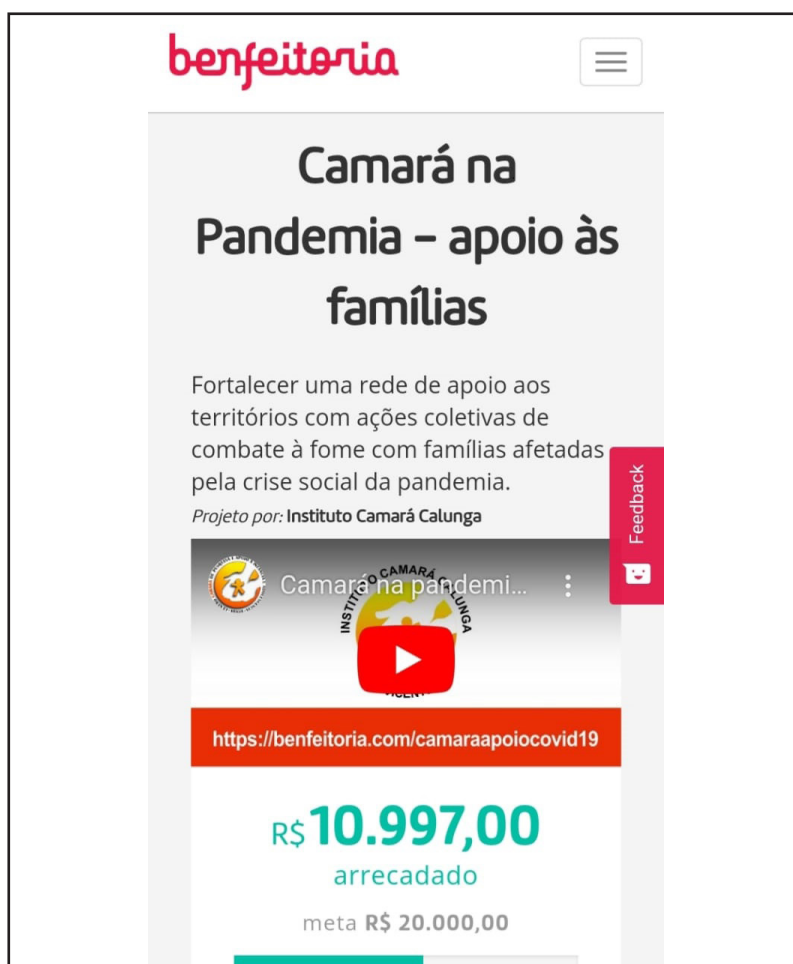 benfeitoria
Camará na
Pandemia – apoio às
famílias
Fortalecer uma rede de apoio aos
territórios com ações coletivas de
combate à fome com famílias afetadas
pela crise social da pandemia.
Projeto por: Instituto Camará Calunga
Feedback
Camará na pandemi...
INSTITUTO CAMARÁ CALUNGA
https://benfeitoria.com/camaraapoiocovid19
R$ 10.997,00
arrecadado
meta R$ 20.000,00